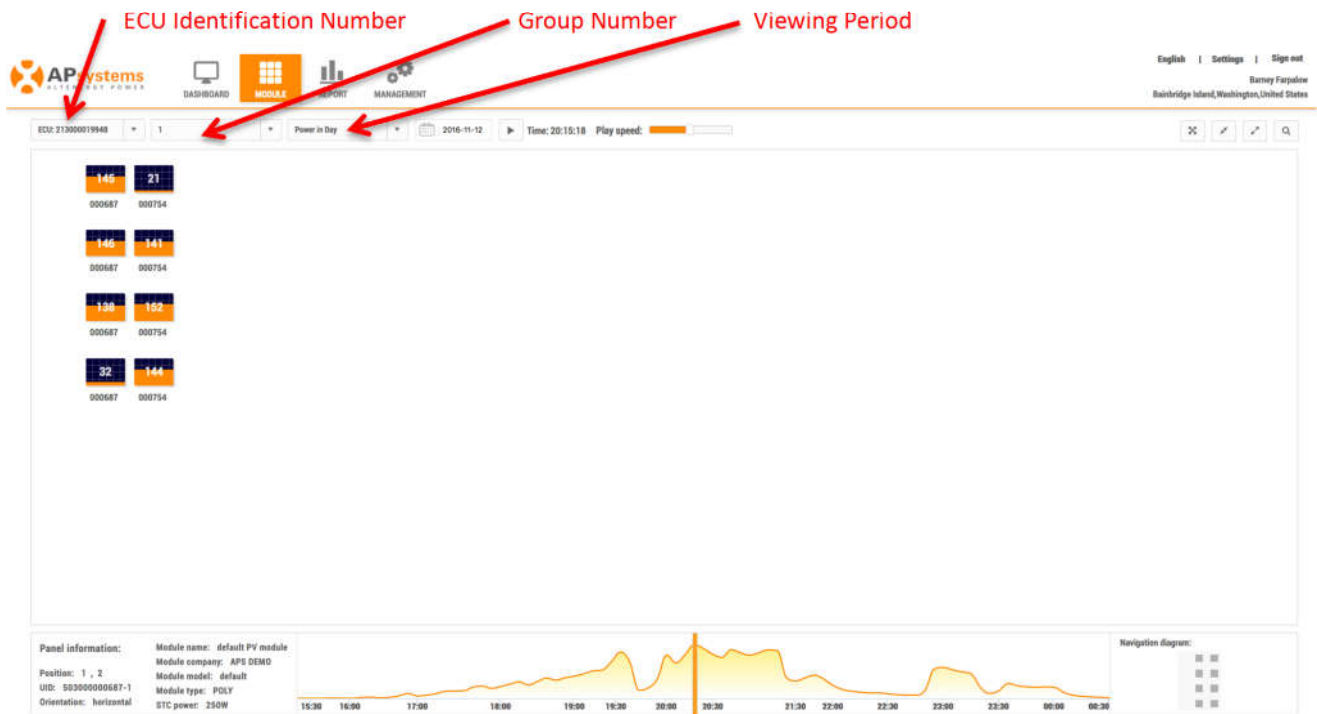 ECU Identification Number Group Number Viewing Period
English | Settings | Sign out
APsystems
ALTENERGY POWER
DASHBOARD MODULE REPORT MANAGEMENT
Barney Farpalow
Bainbridge Island,Washington,United States
ECU: 213000019948 1 Power in Day 2016-11-12 Time: 20:15:18 Play speed:
145 21
000687 000754
146 141
000687 000754
138 152
000687 000754
32 144
000687 000754
Panel information:
Position: 1 , 2
UID: 503000000687-1
Orientation: horizontal
Module name: default PV module
Module company: APS DEMO
Module model: default
Module type: POLY
STC power: 250W
15:30 16:00 17:00 18:00 19:00 19:30 20:00 20:30 21:30 22:00 22:30 23:00 23:30 00:00 00:30
Navigation diagram: